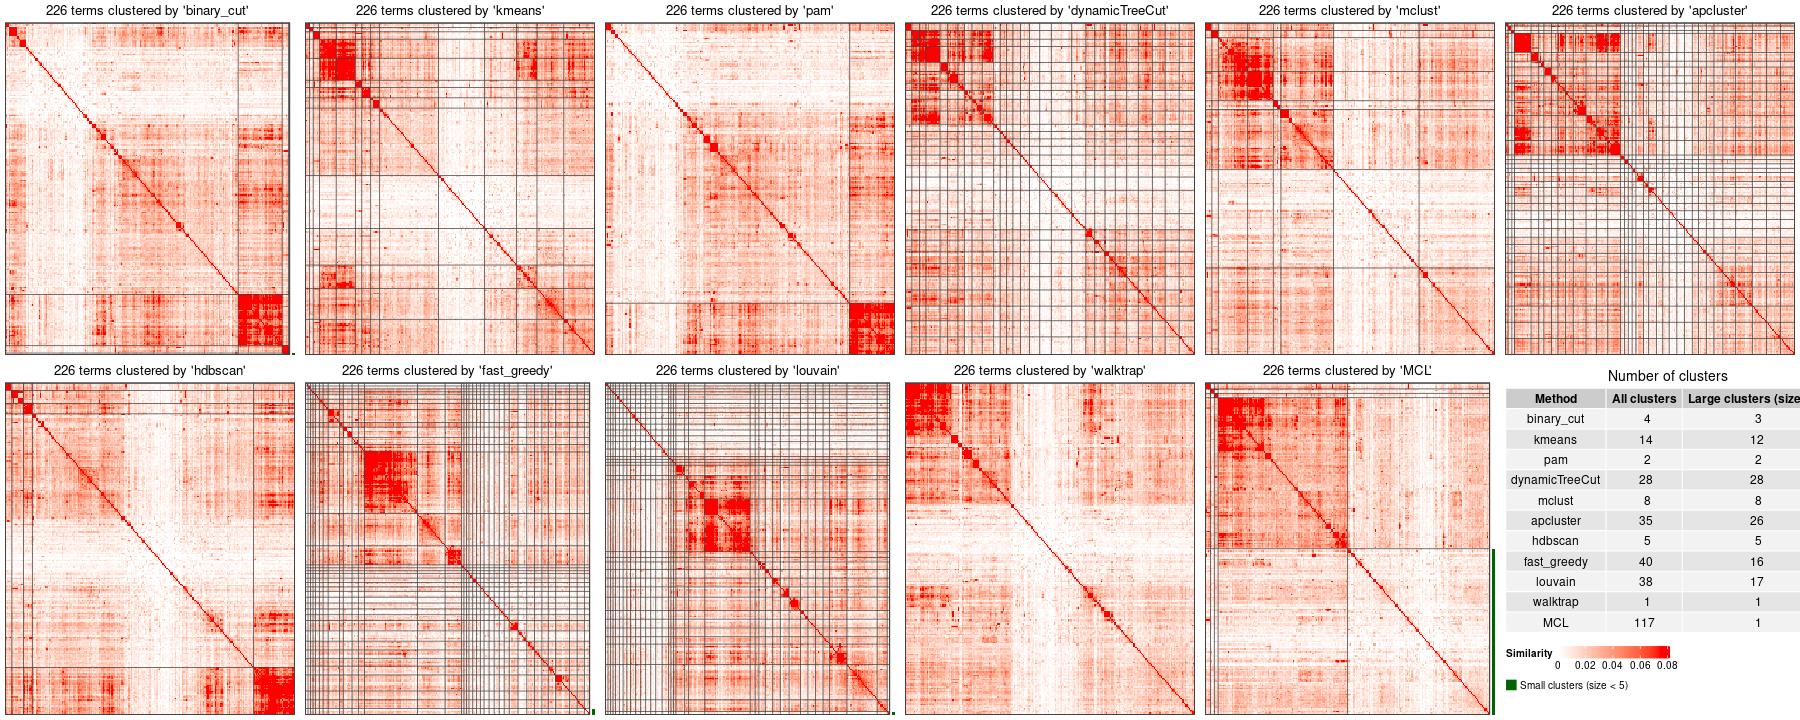 226 terms clustered by 'binary_cut'
226 terms clustered by 'kmeans'
226 terms clustered by 'pam'
226 terms clustered by 'dynamicTreeCut'
226 terms clustered by 'mclust'
226 terms clustered by 'apcluster'
226 terms clustered by 'hdbscan'
226 terms clustered by 'fast_greedy'
226 terms clustered by 'louvain'
226 terms clustered by 'walktrap'
226 terms clustered by 'MCL'
Number of clusters
Method All clusters Large clusters (size
binary_cut 4 3
kmeans 14 12
pam 2 2
dynamicTreeCut 28 28
mclust 8 8
apcluster 35 26
hdbscan 5 5
fast_greedy 40 16
louvain 38 17
walktrap 1 1
MCL 117 1
Similarity
0 0.02 0.04 0.06 0.08
Small clusters (size < 5)